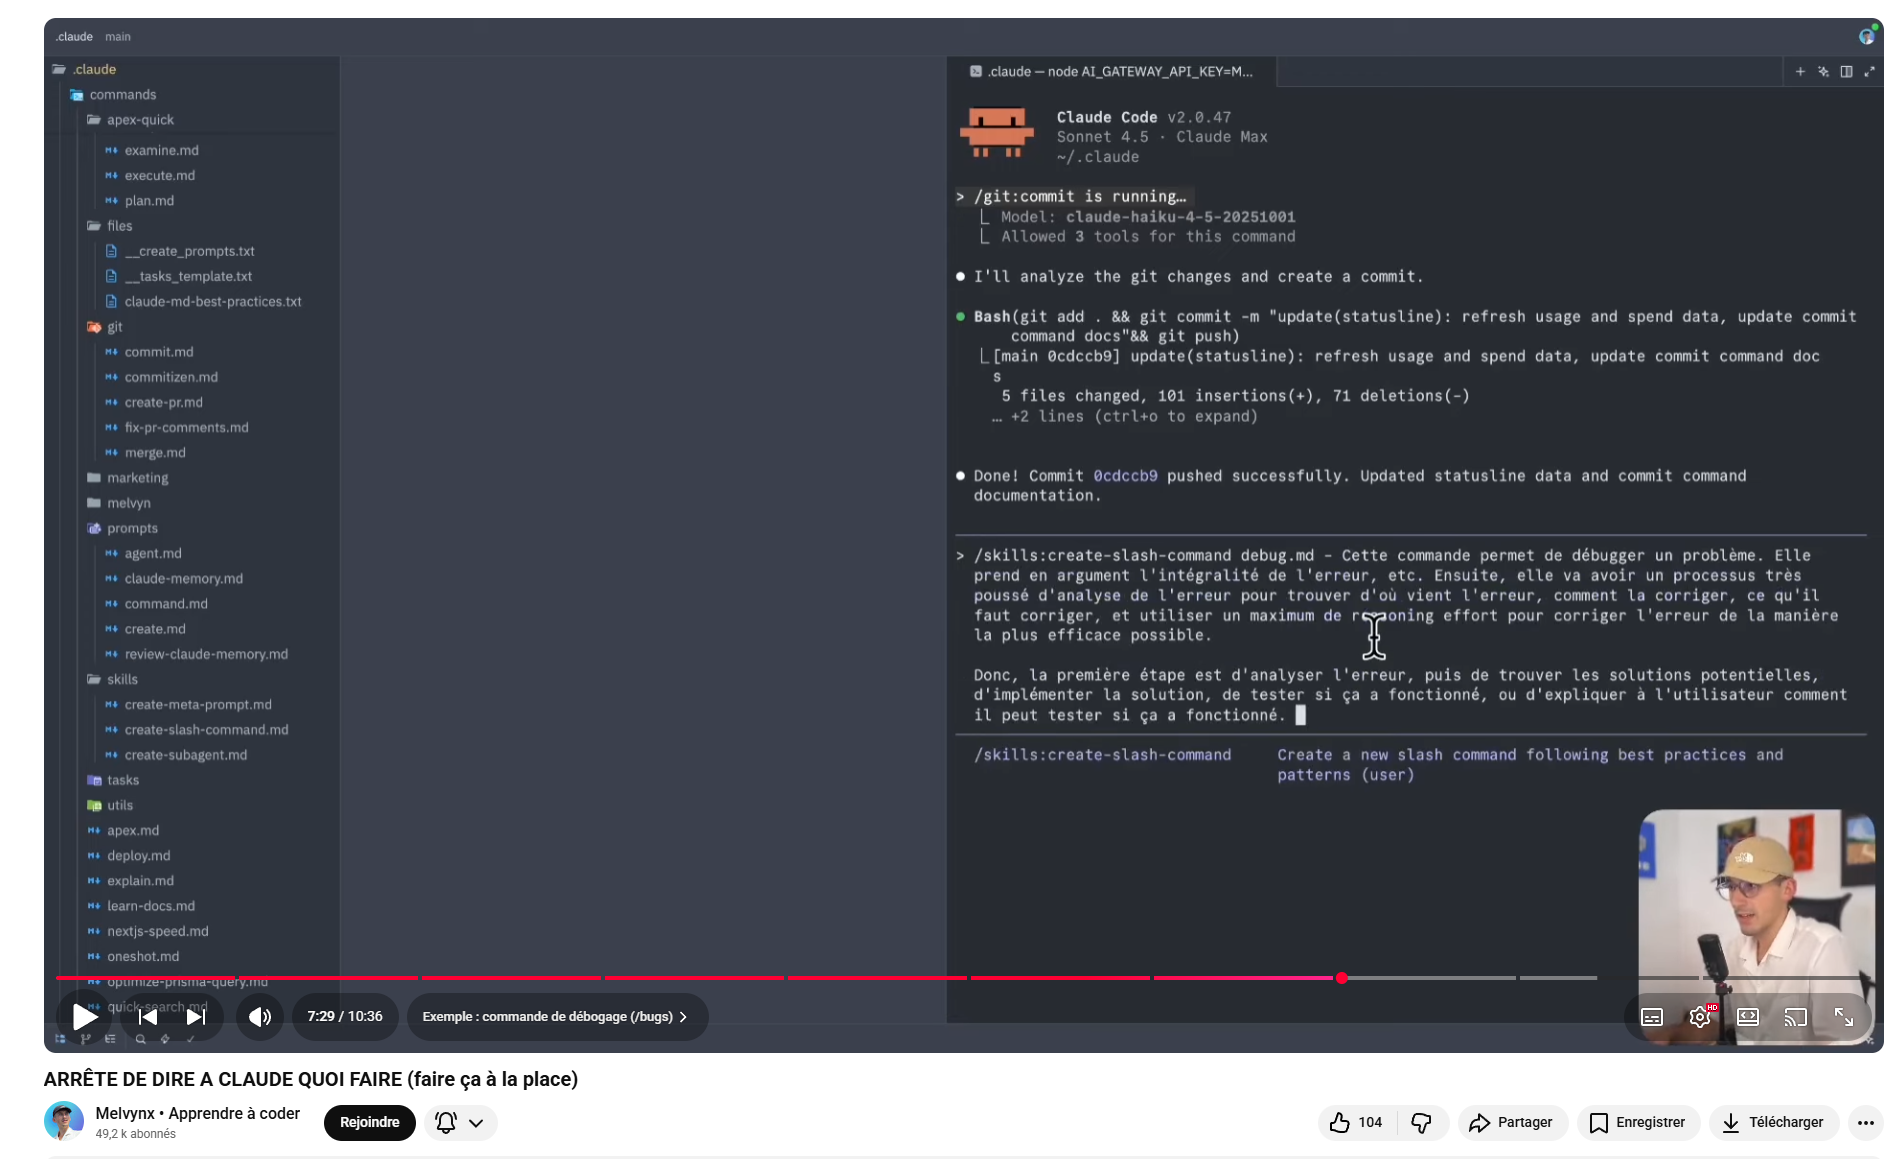 .claude main
.claude
commands
apex-quick
examine.md
execute.md
plan.md
files
__create_prompts.txt
__tasks_template.txt
claude-md-best-practices.txt
git
commit.md
commitizen.md
create-pr.md
fix-pr-comments.md
merge.md
marketing
melvyn
prompts
agent.md
claude-memory.md
command.md
create.md
review-claude-memory.md
skills
create-meta-prompt.md
create-slash-command.md
create-subagent.md
tasks
utils
apex.md
deploy.md
explain.md
learn-docs.md
nextjs-speed.md
oneshot.md
optimize-prisma-query.md
quick-search.md
.claude — node AI_GATEWAY_API_KEY=M...
Claude Code v2.0.47
Sonnet 4.5 · Claude Max
~/.claude
> /git:commit is running…
Model: claude-haiku-4-5-20251001
Allowed 3 tools for this command
I'll analyze the git changes and create a commit.
Bash(git add . && git commit -m "update(statusline): refresh usage and spend data, update commit
command docs"&& git push)
[main 0cdccb9] update(statusline): refresh usage and spend data, update commit command doc
s
5 files changed, 101 insertions(+), 71 deletions(-)
… +2 lines (ctrl+o to expand)
Done! Commit 0cdccb9 pushed successfully. Updated statusline data and commit command
documentation.
> /skills:create-slash-command debug.md - Cette commande permet de débugger un problème. Elle
prend en argument l'intégralité de l'erreur, etc. Ensuite, elle va avoir un processus très
poussé d'analyse de l'erreur pour trouver d'où vient l'erreur, comment la corriger, ce qu'il
faut corriger, et utiliser un maximum de reasoning effort pour corriger l'erreur de la manière
la plus efficace possible.
Donc, la première étape est d'analyser l'erreur, puis de trouver les solutions potentielles,
d'implémenter la solution, de tester si ça a fonctionné, ou d'expliquer à l'utilisateur comment
il peut tester si ça a fonctionné.
/skills:create-slash-command Create a new slash command following best practices and
patterns (user)
7:29 / 10:36
Exemple : commande de débogage (/bugs)
HD
ARRÊTE DE DIRE A CLAUDE QUOI FAIRE (faire ça à la place)
Melvynx • Apprendre à coder
49,2 k abonnés
Rejoindre
104
Partager
Enregistrer
Télécharger